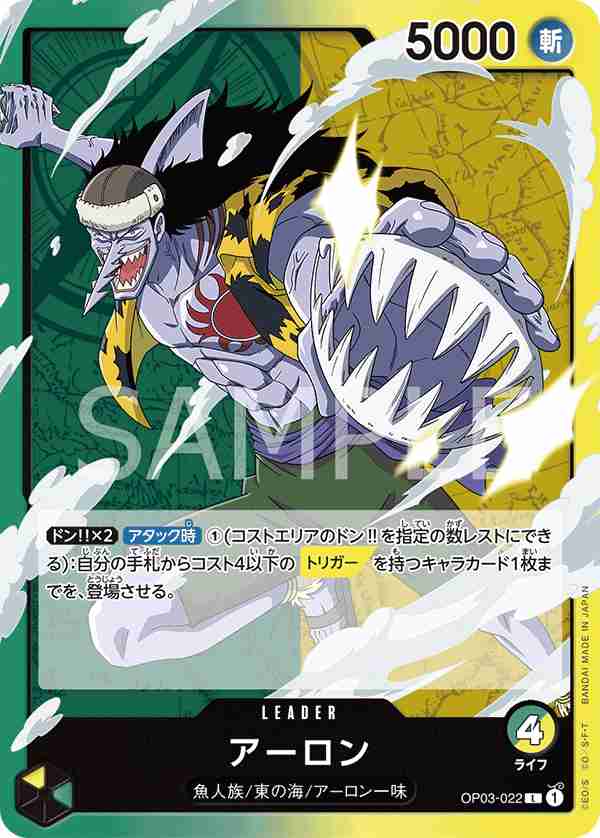 5000 斬
SAMPLE
ドン!!×2 アタック時 ①(コストエリアのドン!!を指定の数レストにでき
る):自分の手札からコスト4以下の トリガー を持つキャラカード1枚ま
でを、登場させる。
LEADER
アーロン
4
ライフ
魚人族/東の海/アーロン一味
OP03-022 L 1
©E.O/S ©O/S・F・T BANDAI MADE IN JAPAN